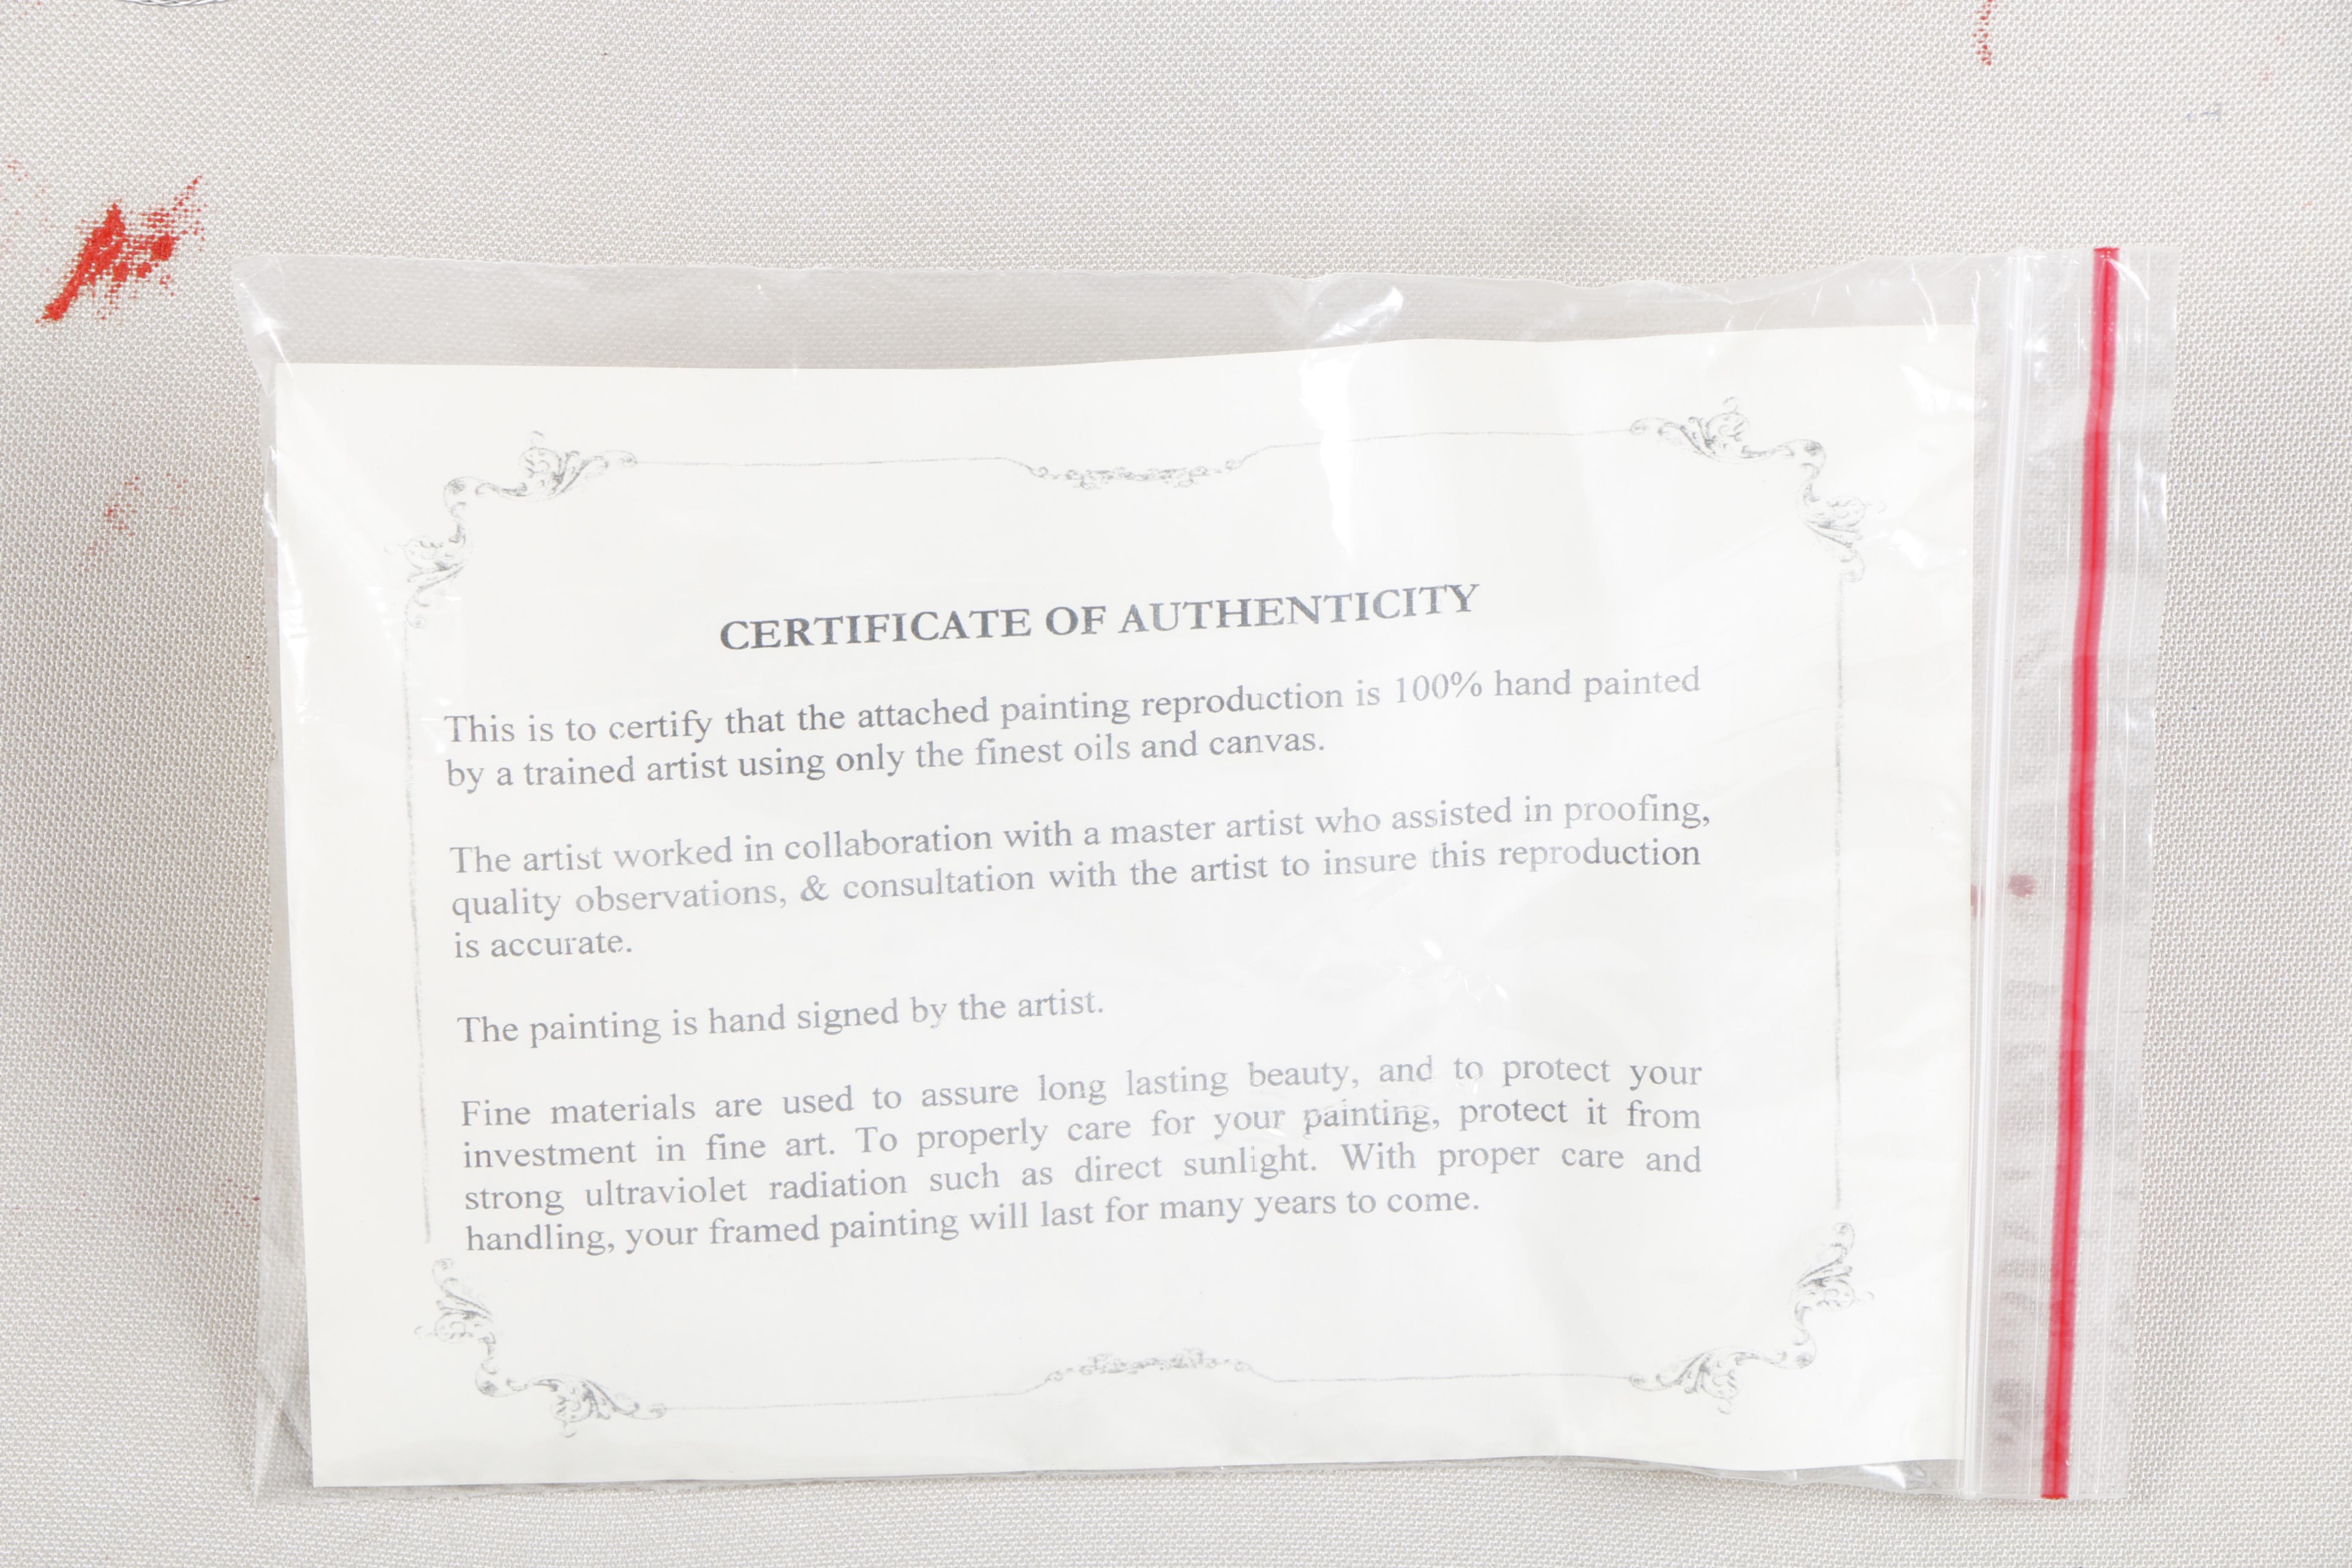 CERTIFICATE OF AUTHENTICITY
This is to certify that the attached painting reproduction is 100% hand painted
by a trained artist using only the finest oils and canvas.
The artist worked in collaboration with a master artist who assisted in proofing,
quality observations, & consultation with the artist to insure this reproduction
is accurate.
The painting is hand signed by the artist.
Fine materials are used to assure long lasting beauty, and to protect your
investment in fine art. To properly care for your painting, protect it from
strong ultraviolet radiation such as direct sunlight. With proper care and
handling, your framed painting will last for many years to come.